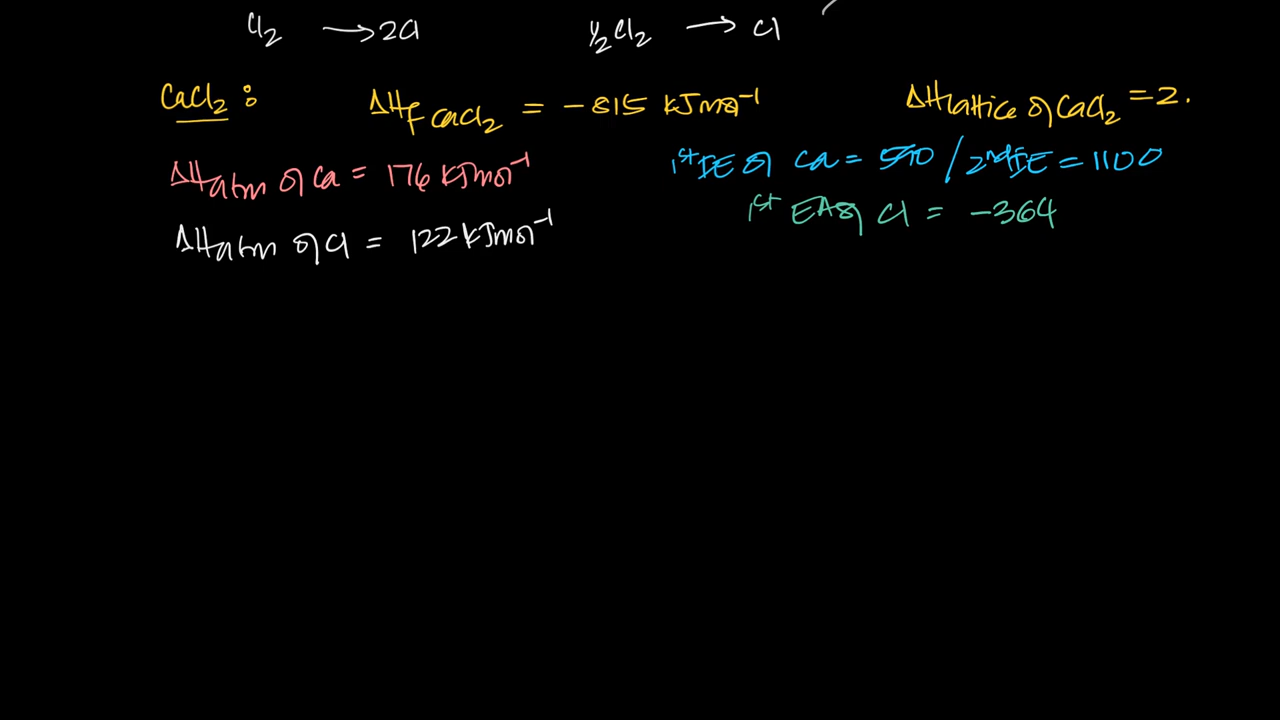 Cl₂ → 2Cl ½Cl₂ → Cl
CaCl₂ : ΔHf CaCl₂ = -815 kJmol⁻¹ ΔHlattice of CaCl₂ = 2.
ΔHatm of Ca = 176 kJmol⁻¹ 1st IE of Ca = 590 / 2nd IE = 1100
1st EA of Cl = -364
ΔHatm of Cl = 122 kJmol⁻¹